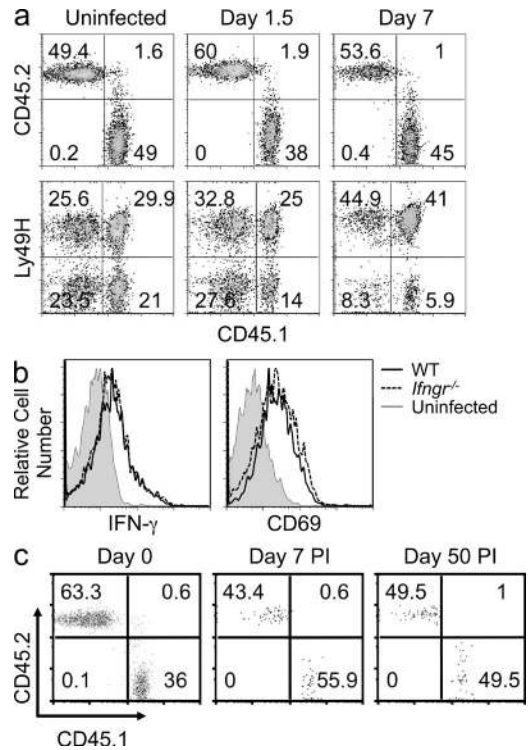 a
Uninfected Day 1.5 Day 7
CD45.2
49.4 1.6 60 1.9 53.6 1
0.2 49 0 38 0.4 45
Ly49H
25.6 29.9 32.8 25 44.9 41
23.5 21 27.6 14 8.3 5.9
CD45.1
b
Relative Cell
Number
WT
Ifngr-/-
Uninfected
IFN-γ CD69
c
Day 0 Day 7 PI Day 50 PI
CD45.2
63.3 0.6 43.4 0.6 49.5 1
0.1 36 0 55.9 0 49.5
CD45.1